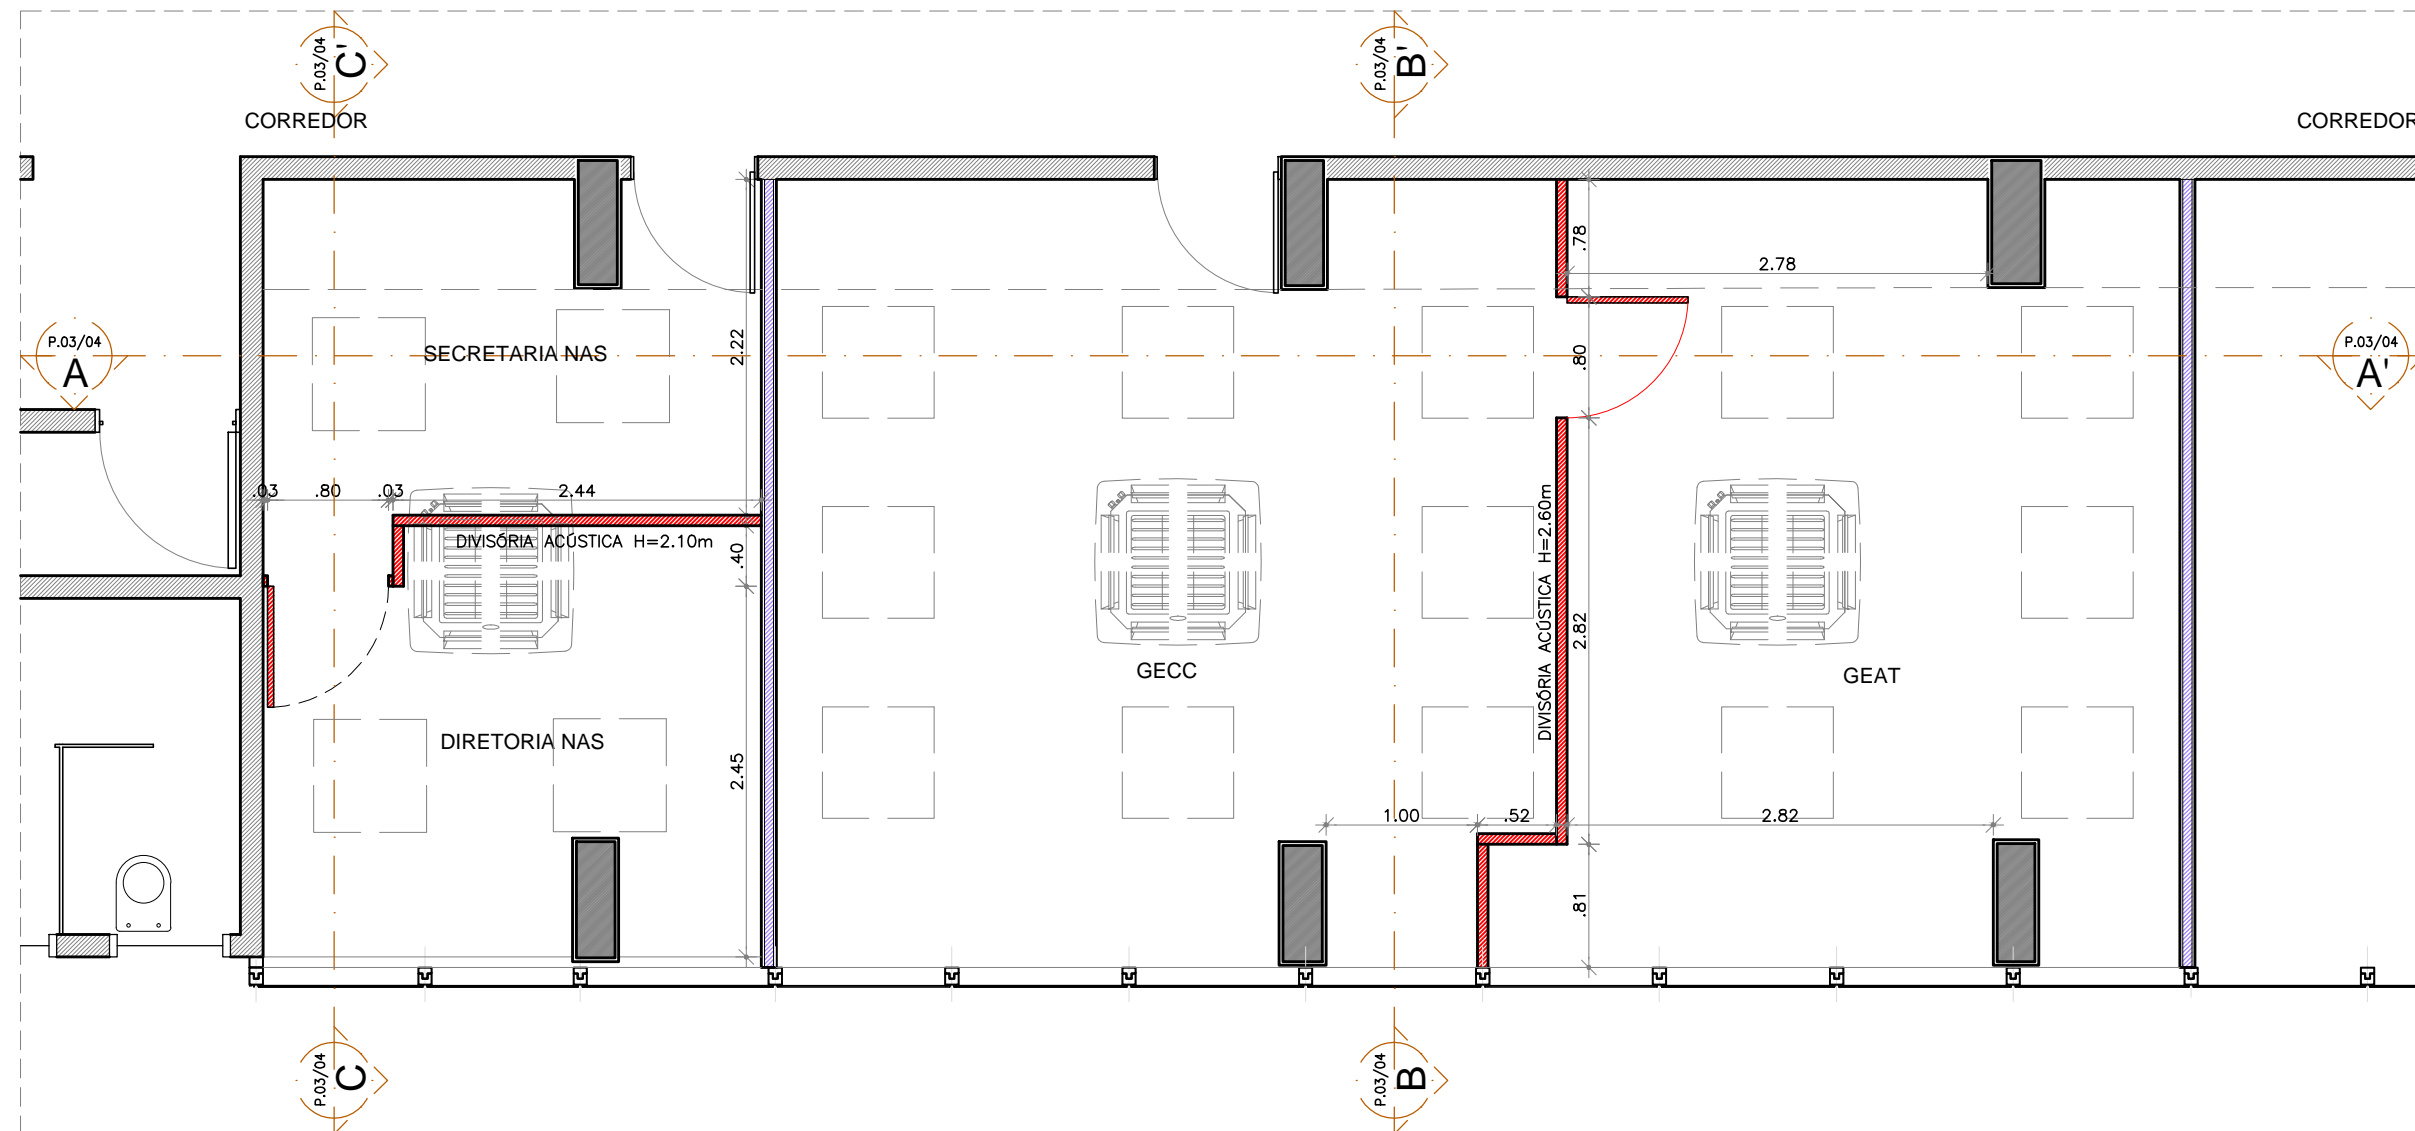 P.03/04
C'
P.03/04
B'
CORREDOR
CORREDOR
.78
2.78
P.03/04
A
SECRETARIA NAS
2.22
.80
P.03/04
A'
.03
.80
.03
2.44
DIVISÓRIA ACÚSTICA H=2.10m
.40
DIVISÓRIA ACÚSTICA H=2.60m
2.82
GECC
GEAT
DIRETORIA NAS
2.45
1.00
.52
2.82
.81
P.03/04
C
P.03/04
B